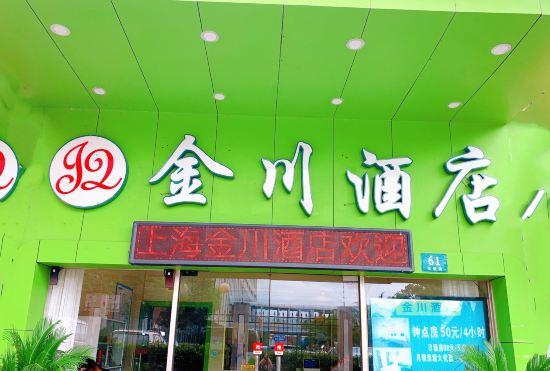 JQ 金川酒店
上海金川酒店欢迎
61
金川酒
钟点房50元/4小时